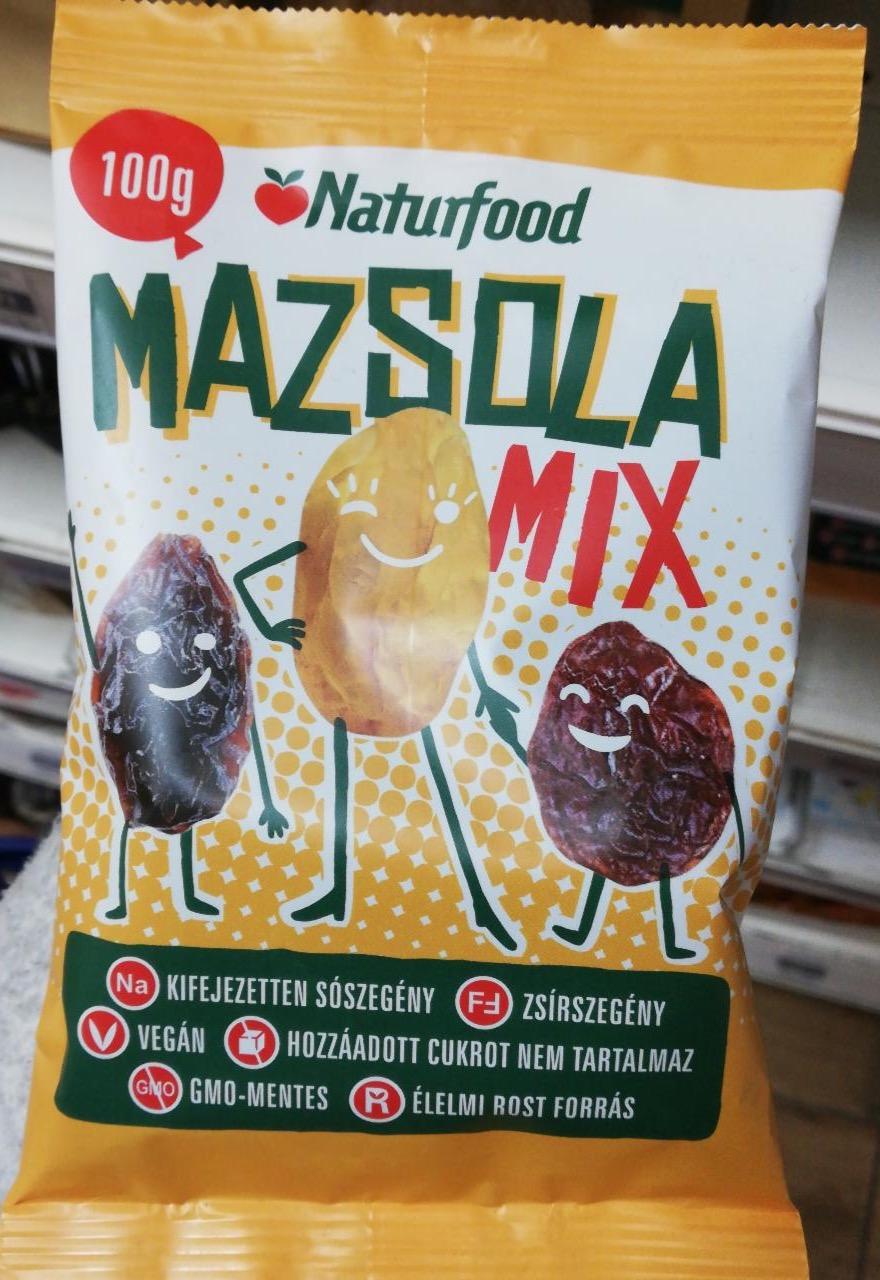 100g
Naturfood
MAZSOLA
MIX
Na KIFEJEZETTEN SÓSZEGÉNY FF ZSÍRSZEGÉNY
V VEGÁN HOZZÁADOTT CUKROT NEM TARTALMAZ
GMO GMO-MENTES R ÉLELMI ROST FORRÁS